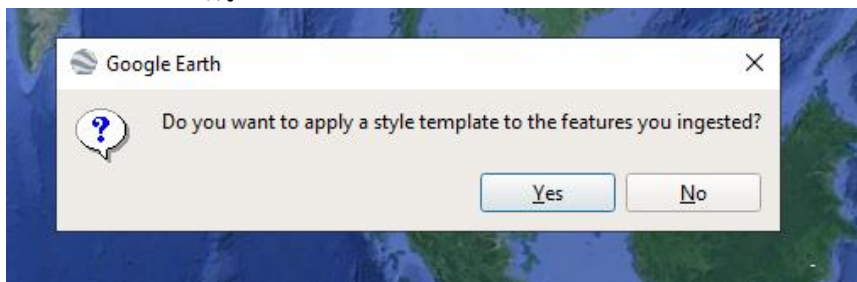 Google Earth
Do you want to apply a style template to the features you ingested?
Yes
No